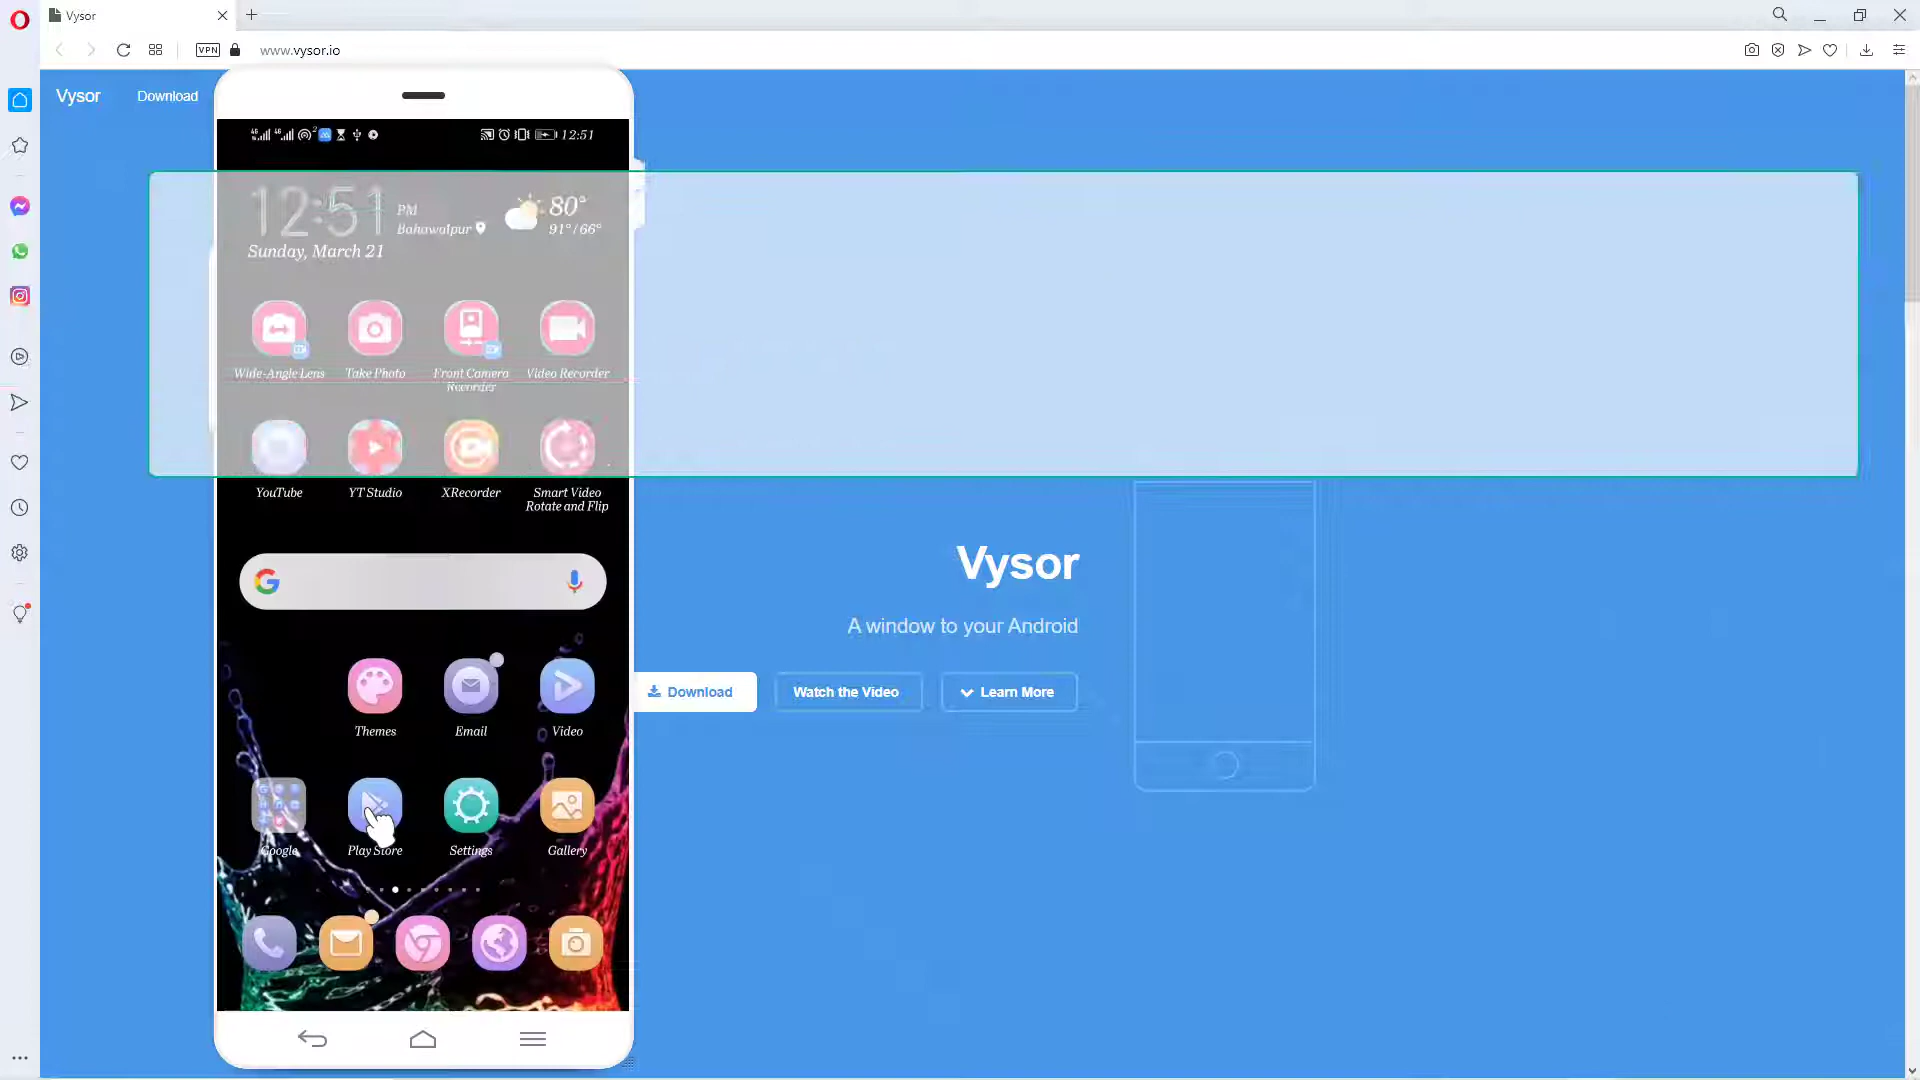 Vysor
VPN
www.vysor.io
Vysor
Download
12:51
12:51
PM
Bahawalpur
80°
91°/66°
Sunday, March 21
Wide-Angle Lens
Take Photo
Front Camera
Recorder
Video Recorder
YouTube
YT Studio
XRecorder
Smart Video
Rotate and Flip
Vysor
A window to your Android
Download
Watch the Video
Learn More
Themes
Email
Video
Google
Play Store
Settings
Gallery